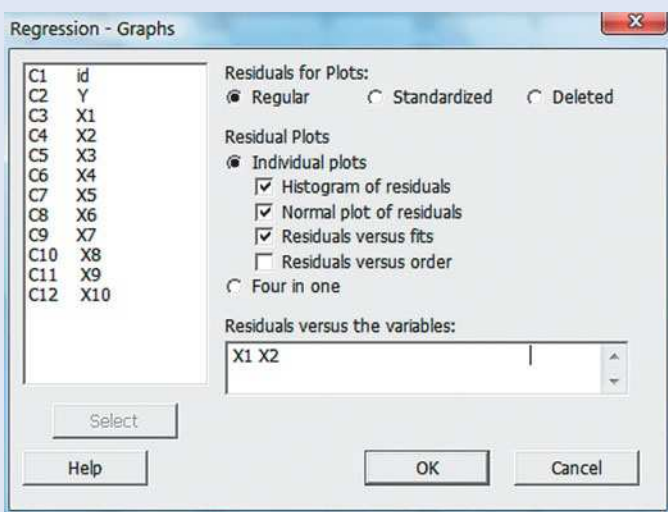 Regression - Graphs
C1 id
C2 Y
C3 X1
C4 X2
C5 X3
C6 X4
C7 X5
C8 X6
C9 X7
C10 X8
C11 X9
C12 X10
Residuals for Plots:
Regular Standardized Deleted
Residual Plots
Individual plots
Histogram of residuals
Normal plot of residuals
Residuals versus fits
Residuals versus order
Four in one
Residuals versus the variables:
X1 X2
Select
Help OK Cancel